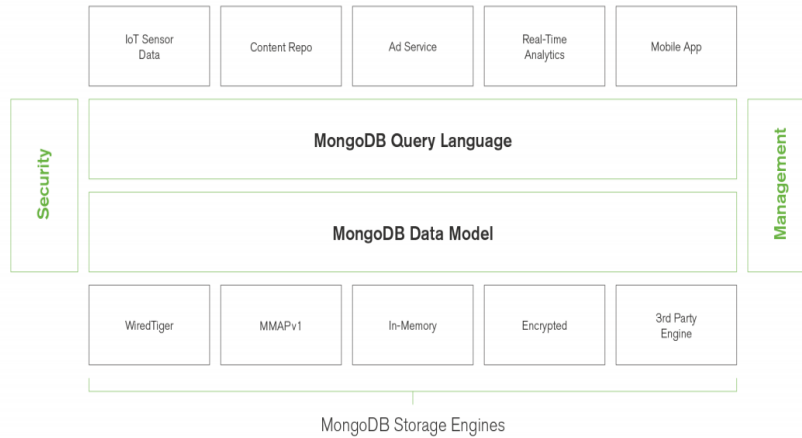 IoT Sensor
Data
Content Repo
Ad Service
Real-Time
Analytics
Mobile App
Security
MongoDB Query Language
Management
MongoDB Data Model
WiredTiger
MMAPv1
In-Memory
Encrypted
3rd Party
Engine
MongoDB Storage Engines